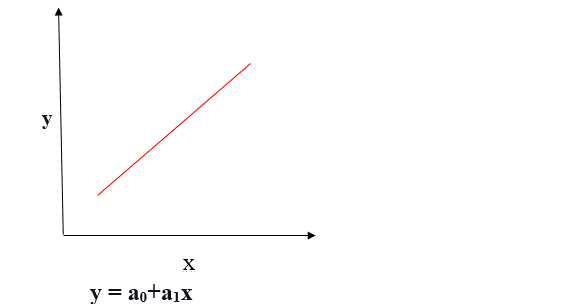 y
x
y = a₀+a₁x